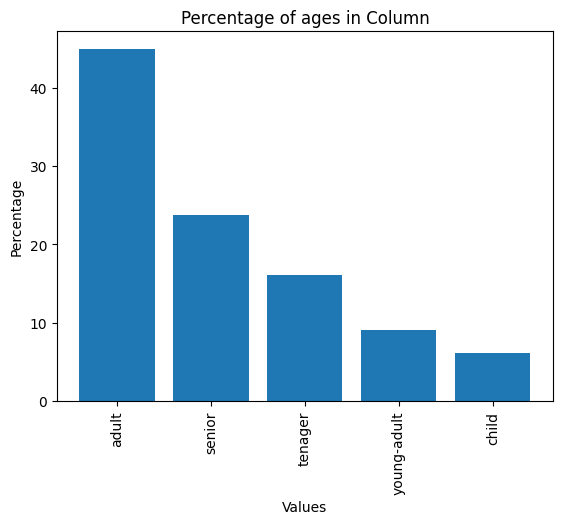 Percentage of ages in Column
Percentage
40
30
20
10
0
adult
senior
tenager
young-adult
child
Values